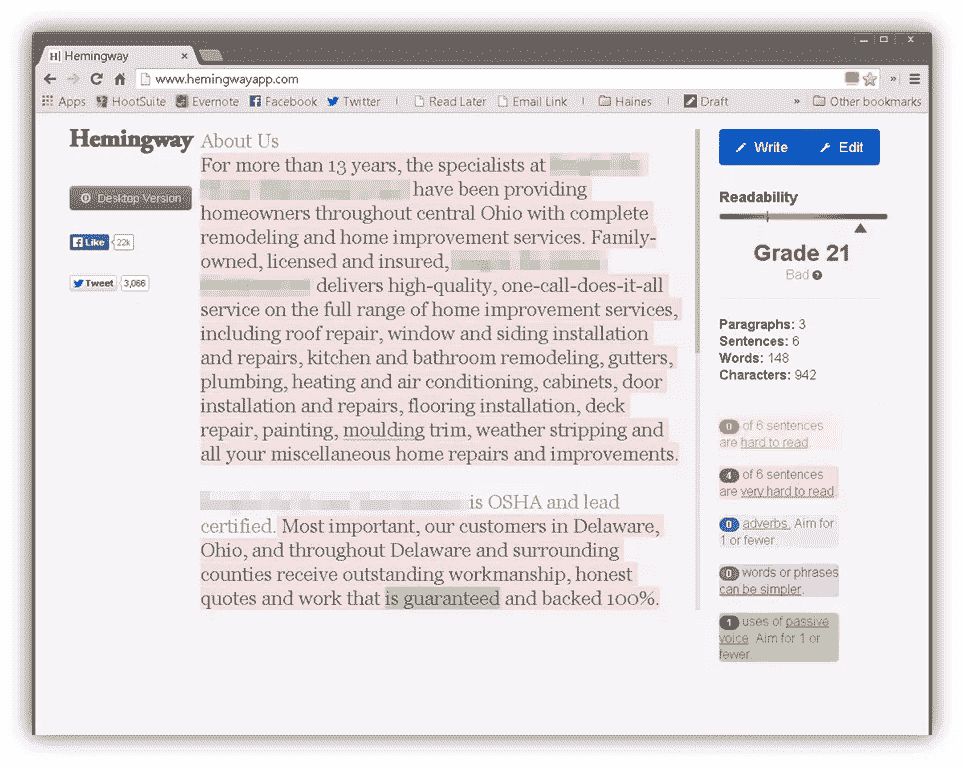 H Hemingway ×
www.hemingwayapp.com
Apps HootSuite Evernote Facebook Twitter Read Later Email Link Haines Draft » Other bookmarks
Hemingway
Desktop Version
Like 22k
Tweet 3,066
About Us
For more than 13 years, the specialists at
have been providing
homeowners throughout central Ohio with complete
remodeling and home improvement services. Family-
owned, licensed and insured,
delivers high-quality, one-call-does-it-all
service on the full range of home improvement services,
including roof repair, window and siding installation
and repairs, kitchen and bathroom remodeling, gutters,
plumbing, heating and air conditioning, cabinets, door
installation and repairs, flooring installation, deck
repair, painting, moulding trim, weather stripping and
all your miscellaneous home repairs and improvements.
is OSHA and lead
certified. Most important, our customers in Delaware,
Ohio, and throughout Delaware and surrounding
counties receive outstanding workmanship, honest
quotes and work that is guaranteed and backed 100%.
Write Edit
Readability
Grade 21
Bad ?
Paragraphs: 3
Sentences: 6
Words: 148
Characters: 942
0 of 6 sentences
are hard to read.
4 of 6 sentences
are very hard to read.
0 adverbs. Aim for
1 or fewer.
0 words or phrases
can be simpler.
1 uses of passive
voice. Aim for 1 or
fewer.